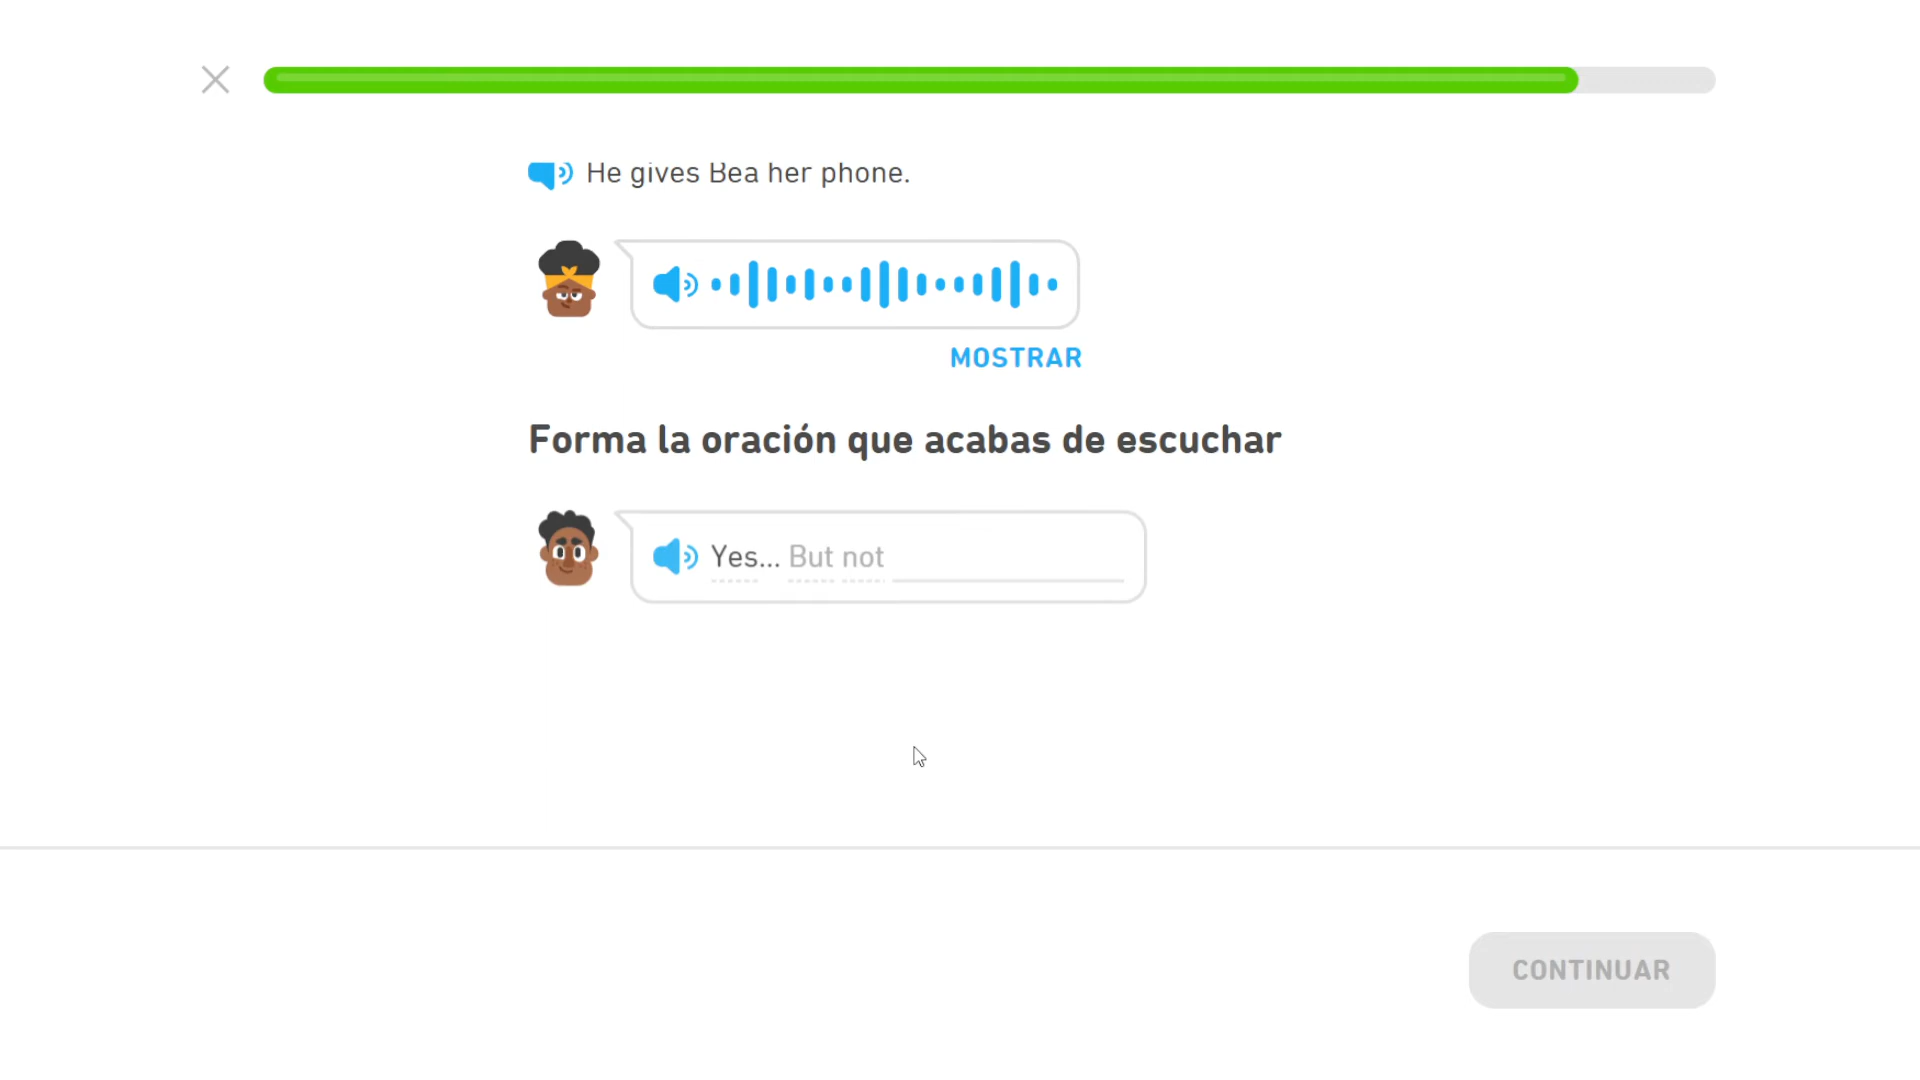 He gives Bea her phone.
MOSTRAR
Forma la oración que acabas de escuchar
Yes... But not
CONTINUAR